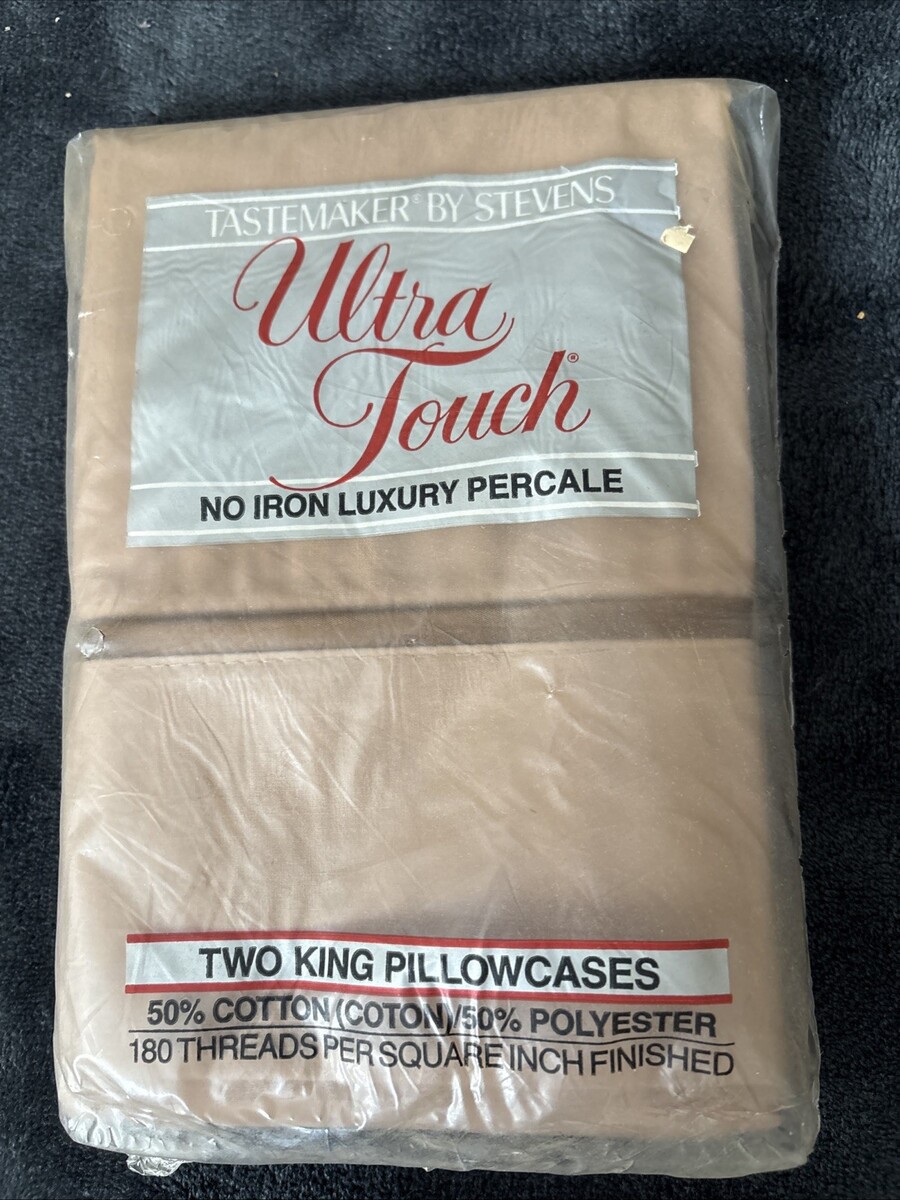 TASTEMAKER® BY STEVENS
Ultra
Touch®
NO IRON LUXURY PERCALE
TWO KING PILLOWCASES
50% COTTON (COTON)/50% POLYESTER
180 THREADS PER SQUARE INCH FINISHED